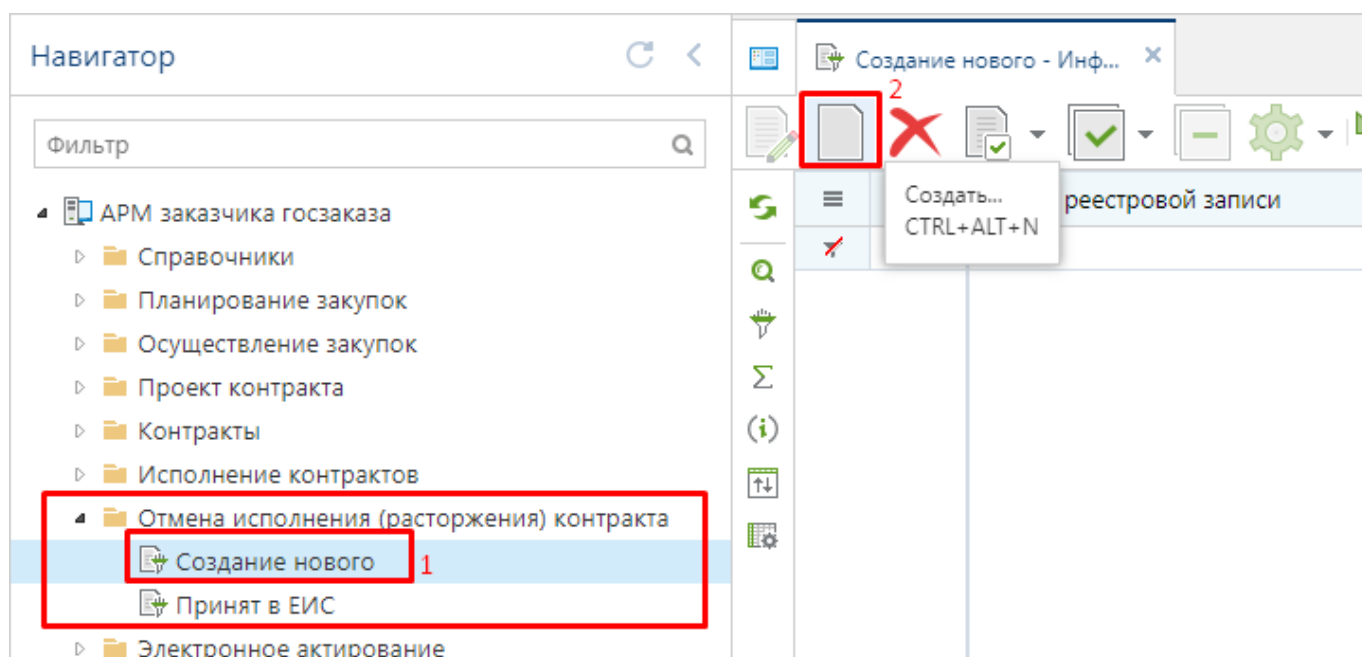 Навигатор
Фильтр
АРМ заказчика госзаказа
Справочники
Планирование закупок
Осуществление закупок
Проект контракта
Контракты
Исполнение контрактов
Отмена исполнения (расторжения) контракта
Создание нового 1
Принят в ЕИС
Электронное актирование
Создание нового - Инф...
2
Создать...
CTRL+ALT+N
реестровой записи